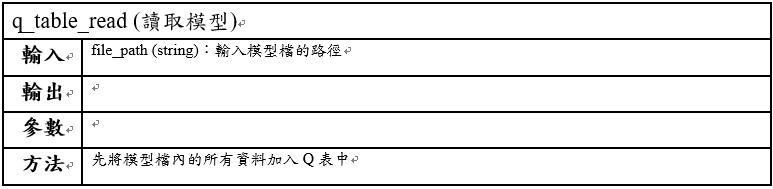 q_table_read (讀取模型)
輸入 file_path (string)：輸入模型檔的路徑
輸出
參數
方法 先將模型檔內的所有資料加入 Q 表中